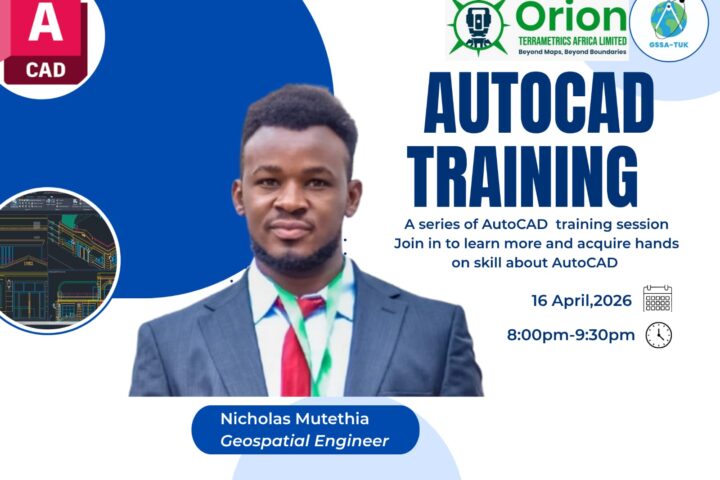 A
CAD
Orion
TERRAMETRICS AFRICA LIMITED
Beyond Maps, Beyond Boundaries
GSSA-TUK
AUTOCAD
TRAINING
A series of AutoCAD training session
Join in to learn more and acquire hands
on skill about AutoCAD
16 April,2026
8:00pm-9:30pm
Nicholas Mutethia
Geospatial Engineer